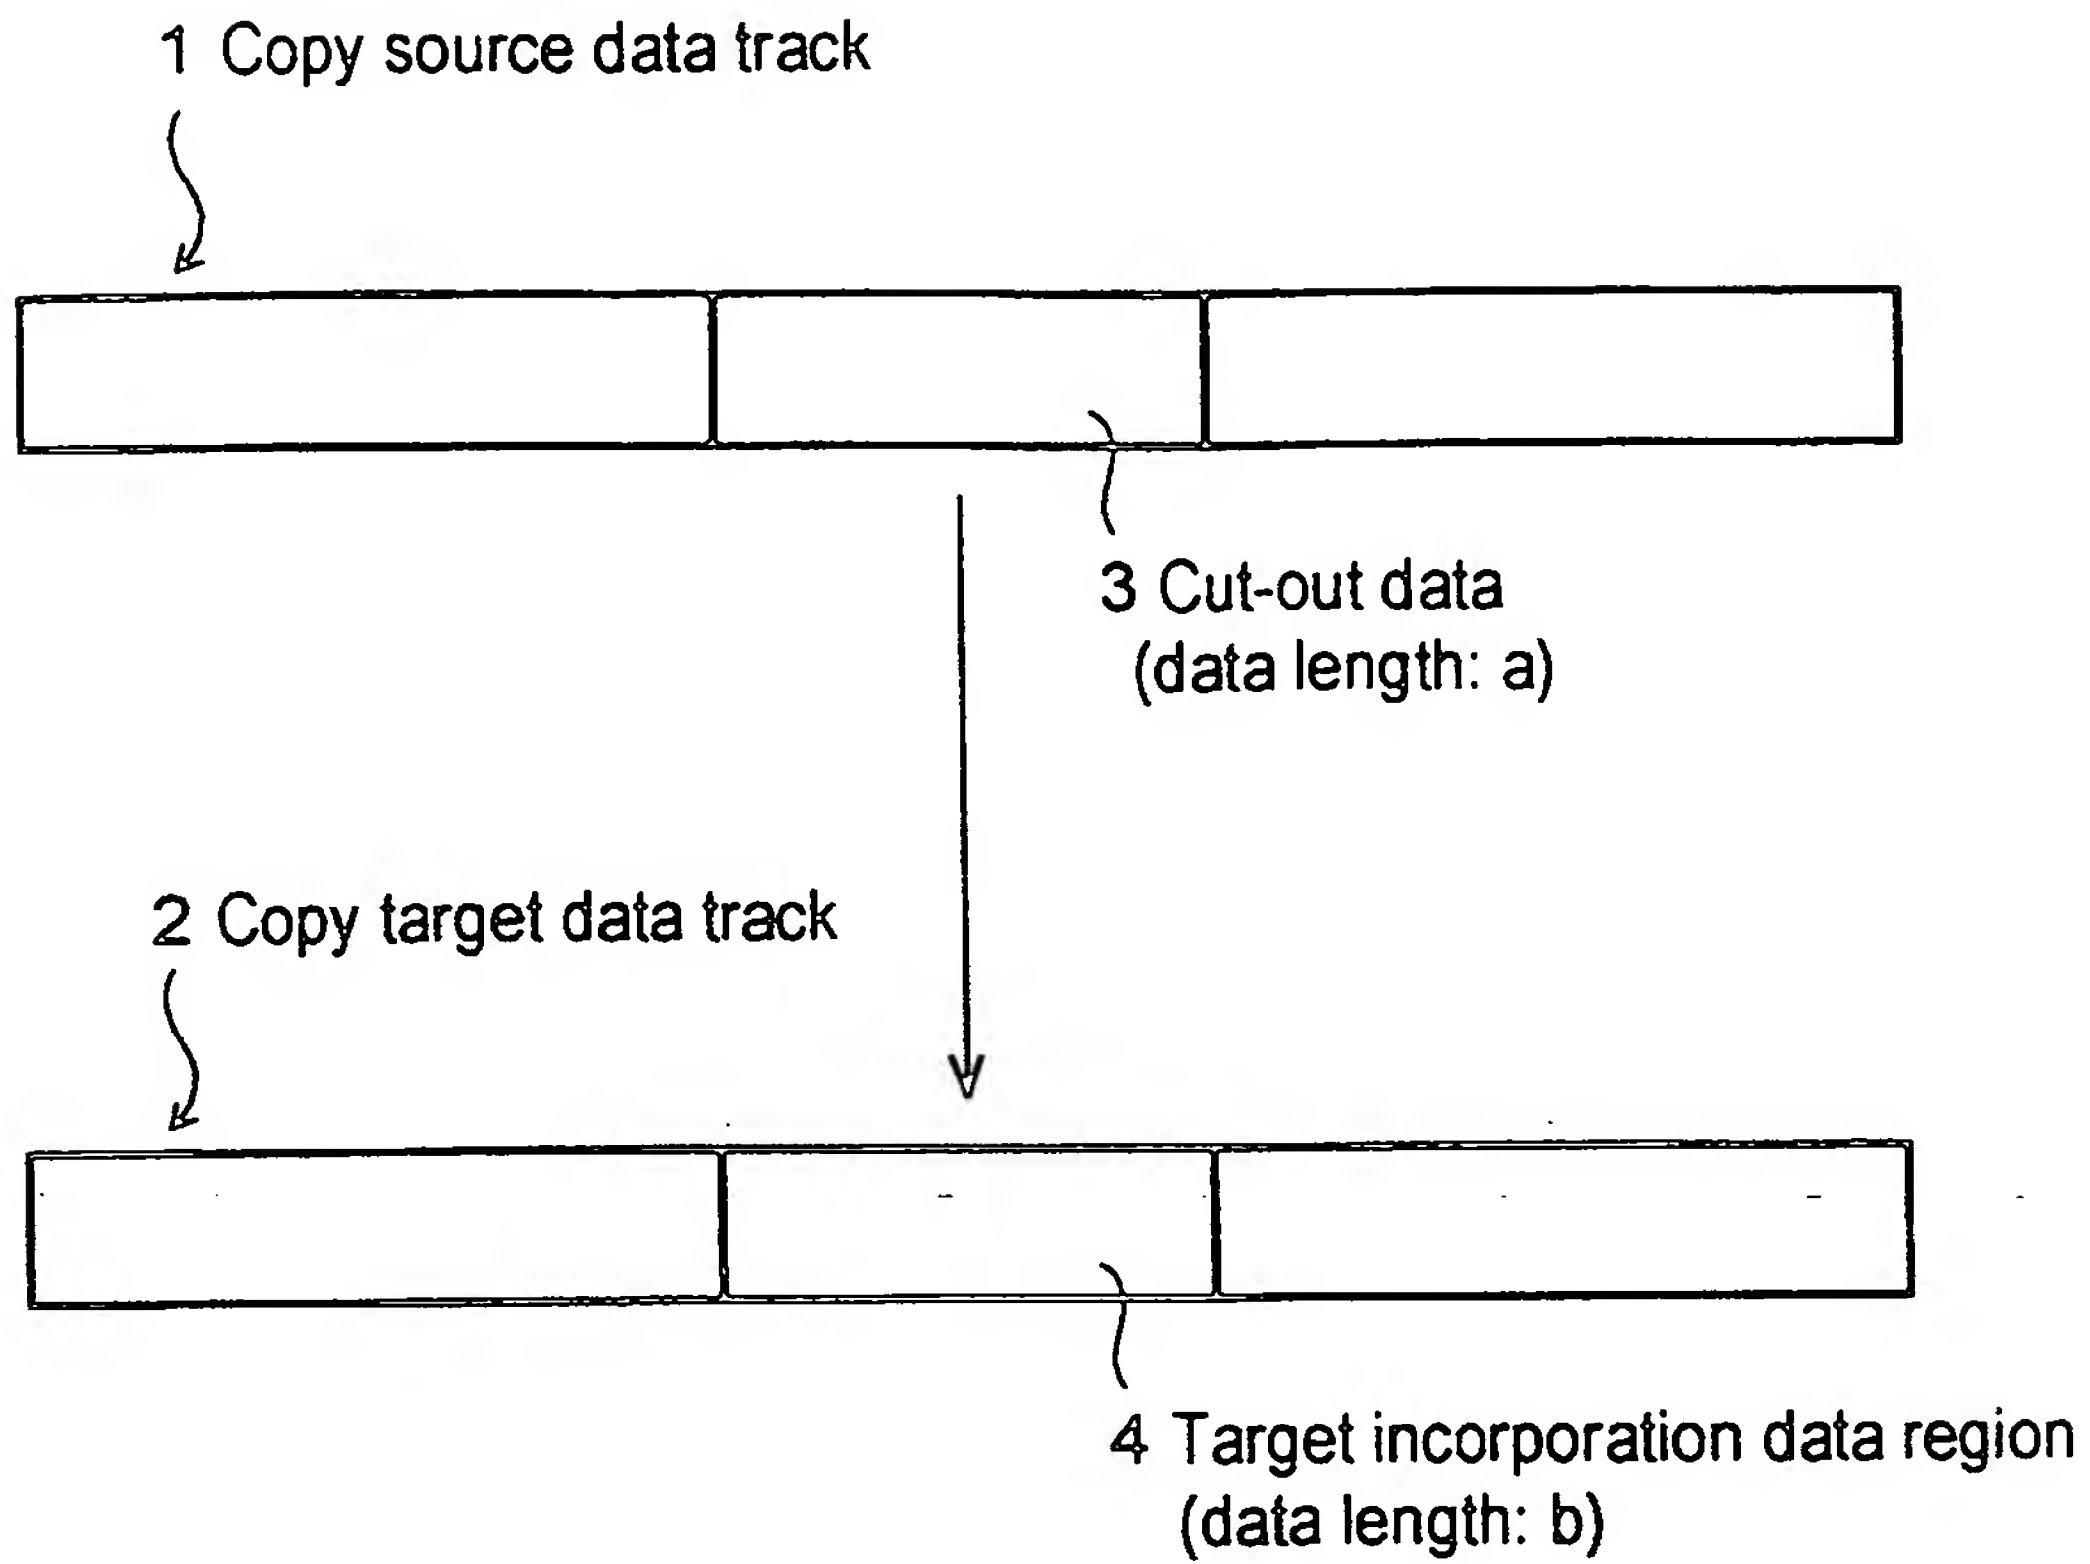 1 Copy source data track
3 Cut-out data
(data length: a)
2 Copy target data track
4 Target incorporation data region
(data length: b)